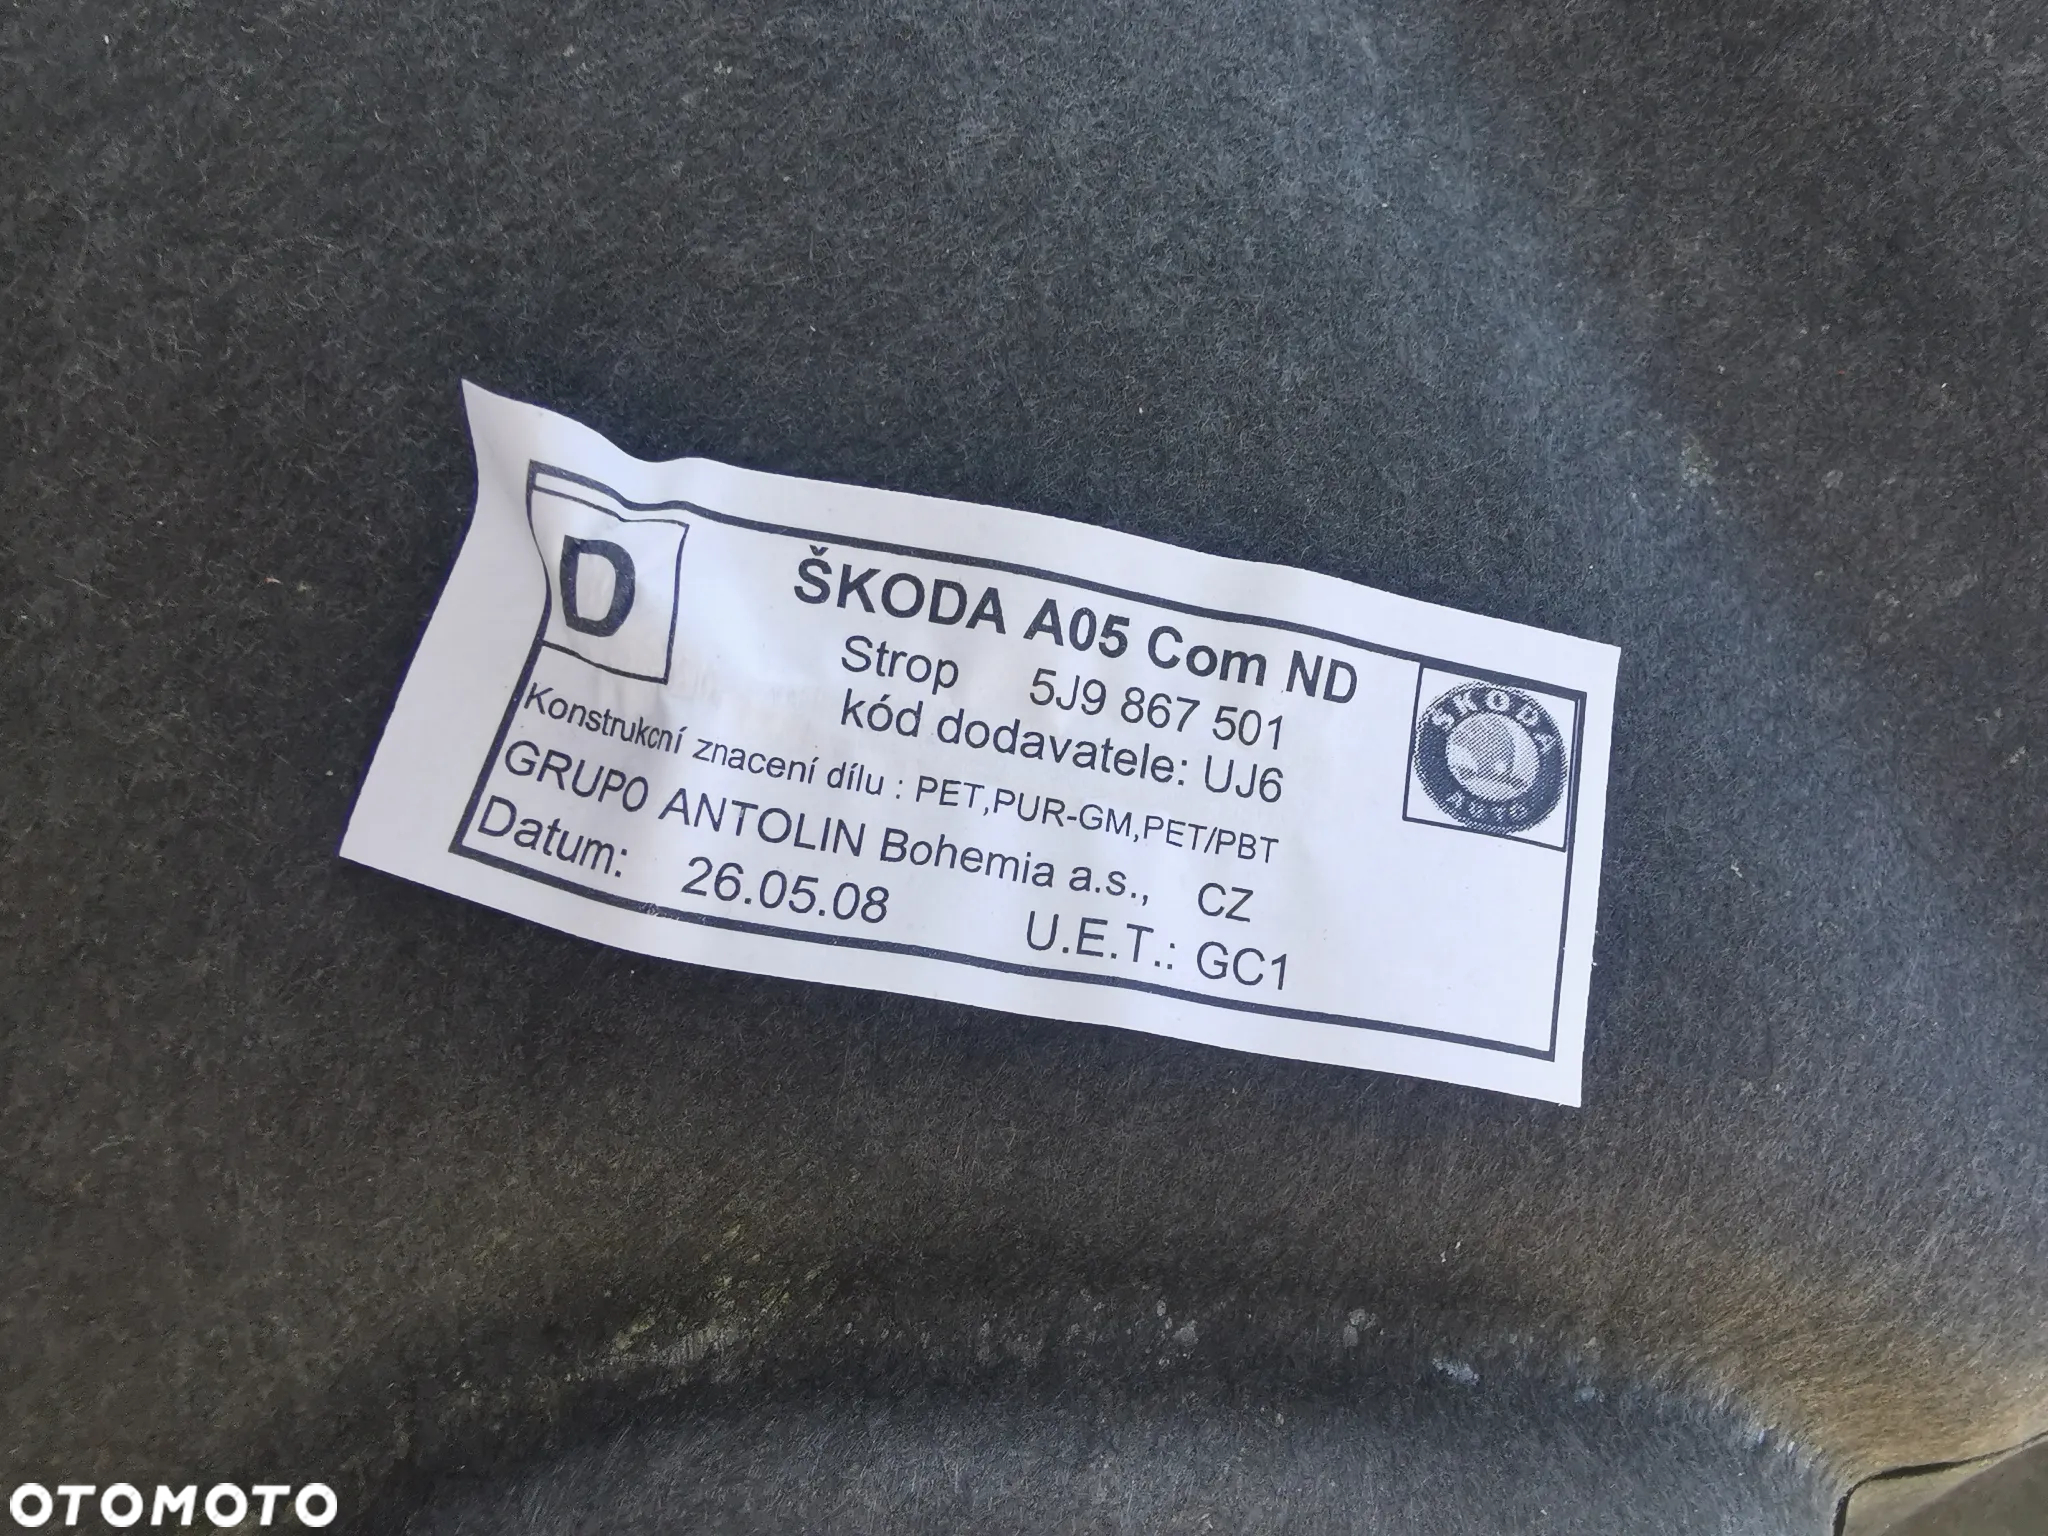 D
ŠKODA A05 Com ND
Strop 5J9 867 501
kód dodavatele: UJ6
Konstrukcní znacení dílu : PET,PUR-GM,PET/PBT
GRUPO ANTOLIN Bohemia a.s., CZ
Datum: 26.05.08 U.E.T.: GC1
ŠKODA
AUTO
OTOMOTO